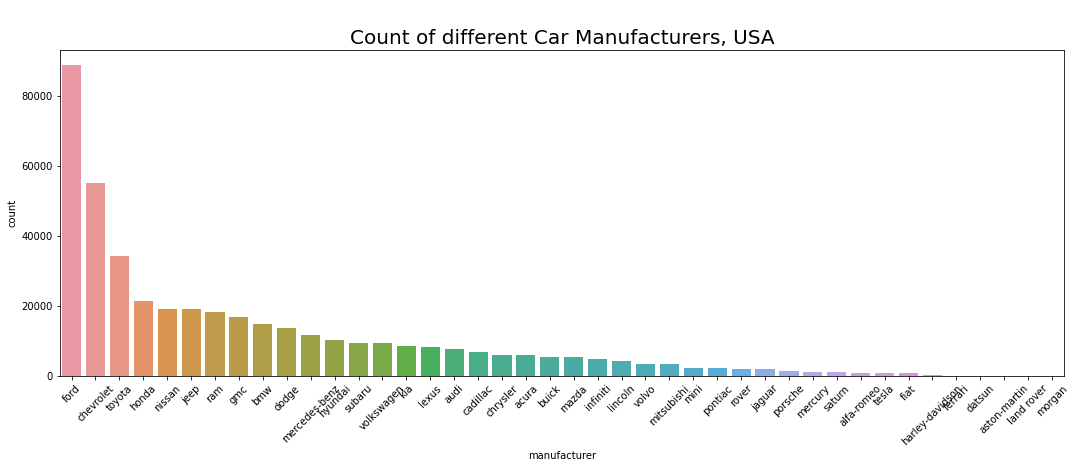 Count of different Car Manufacturers, USA
80000
60000
40000
20000
0
count
ford
chevrolet
toyota
honda
nissan
jeep
ram
gmc
bmw
dodge
mercedes-benz
hyundai
subaru
volkswagen
kia
lexus
audi
cadillac
chrysler
acura
buick
mazda
infiniti
lincoln
volvo
mitsubishi
mini
pontiac
rover
jaguar
porsche
mercury
saturn
alfa-romeo
tesla
fiat
harley-davidson
ferrari
datsun
aston-martin
land rover
morgan
manufacturer